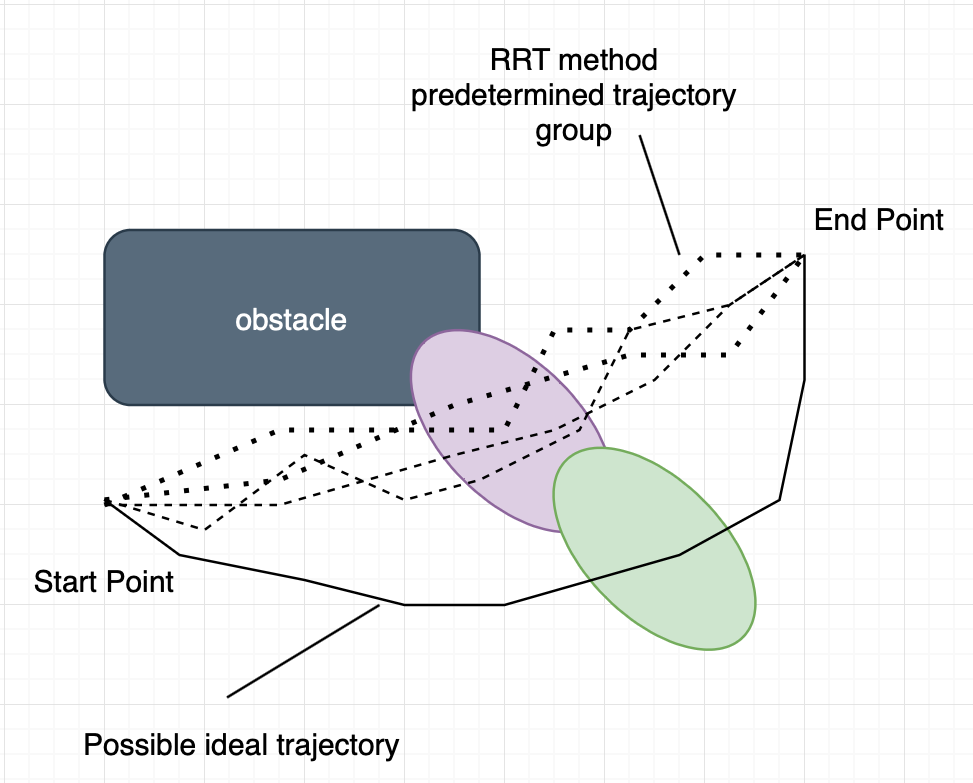 RRT method
predetermined trajectory
group
End Point
obstacle
Start Point
Possible ideal trajectory